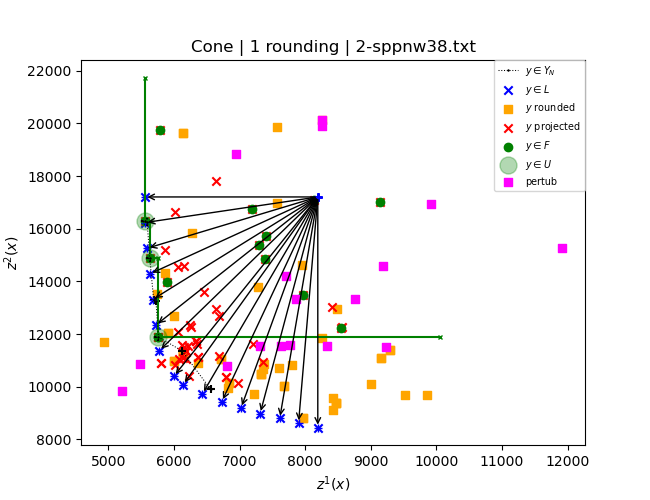 Cone | 1 rounding | 2-sppnw38.txt
22000
20000
18000
16000
14000
12000
10000
8000
z²(x)
5000 6000 7000 8000 9000 10000 11000 12000
z¹(x)
y ∈ Y_N
y ∈ L
y rounded
y projected
y ∈ F
y ∈ U
pertub